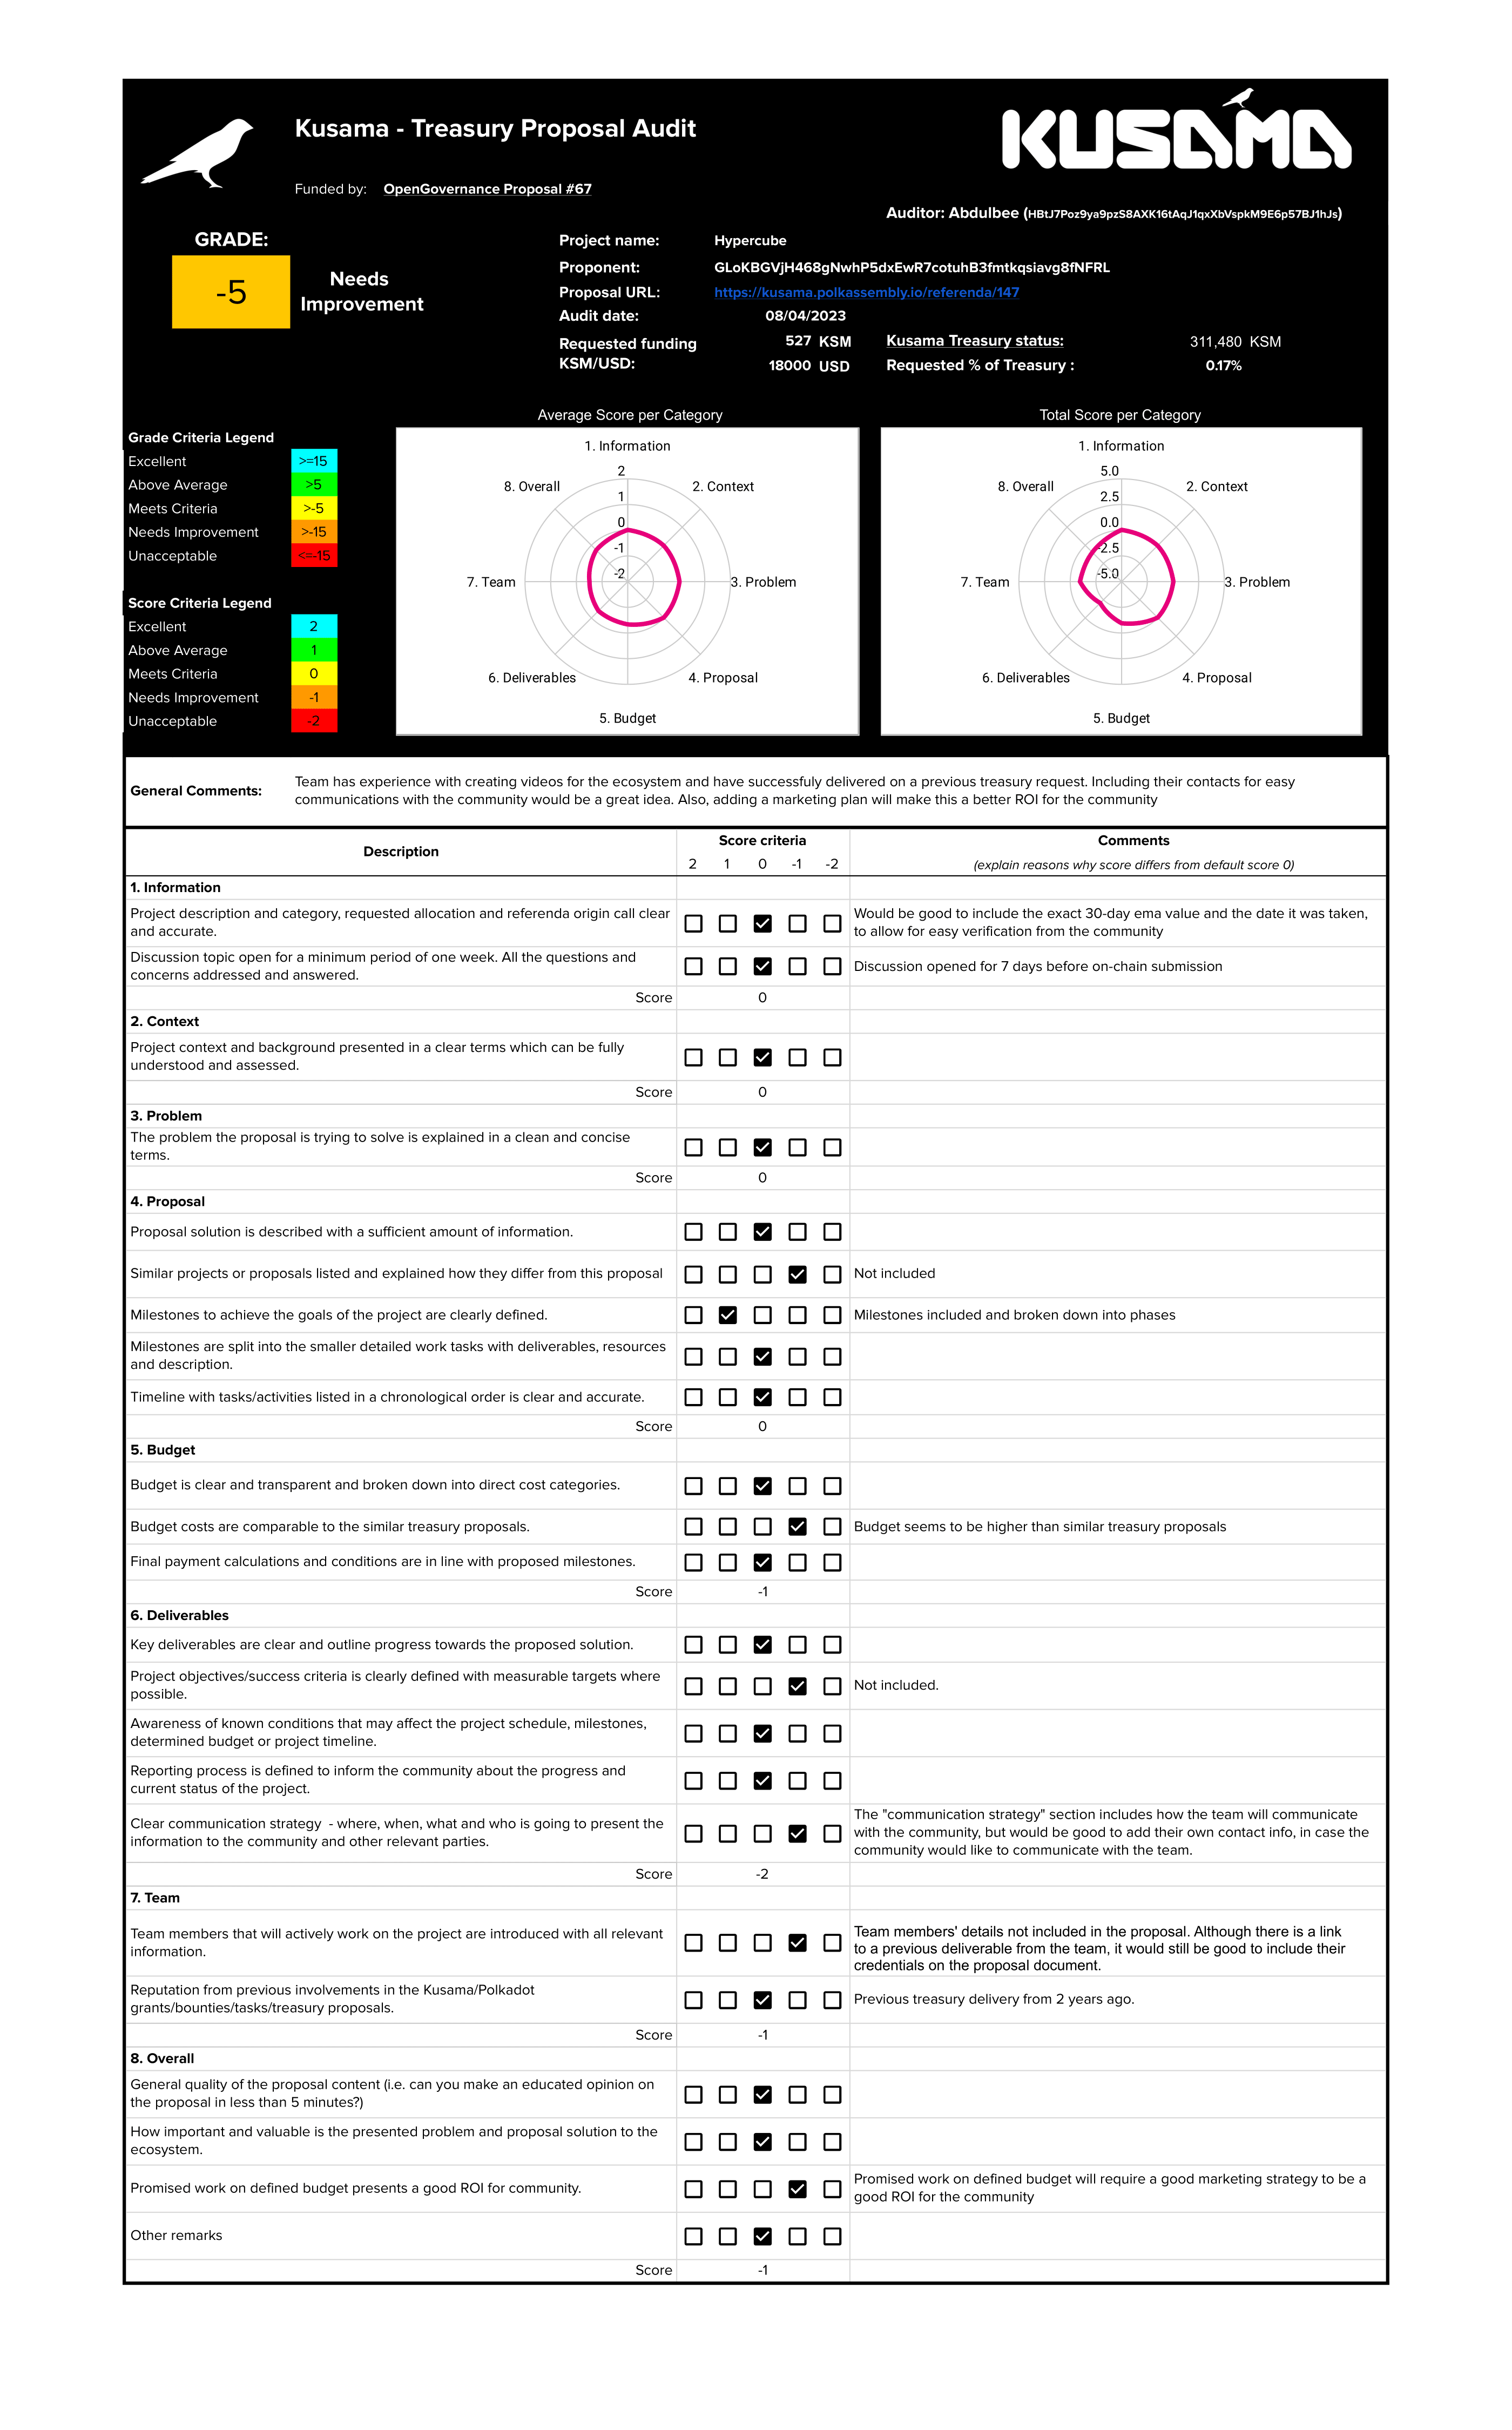 Kusama - Treasury Proposal Audit
KUSAMA
Funded by: OpenGovernance Proposal #67
Auditor: Abdulbee (HBtJ7Poz9ya9pzS8AXK16tAqJ1qxXbVspkM9E6p57BJ1hJs)
GRADE:
-5
Needs
Improvement
Project name: Hypercube
Proponent: GLoKBGVjH468gNwhP5dxEwR7cotuhB3fmtkqsiavg8fNFRL
Proposal URL: https://kusama.polkassembly.io/referenda/147
Audit date: 08/04/2023
Requested funding KSM/USD: 527 KSM
18000 USD
Kusama Treasury status: 311,480 KSM
Requested % of Treasury : 0.17%
Grade Criteria Legend
Excellent >=15
Above Average >5
Meets Criteria >-5
Needs Improvement >-15
Unacceptable <=-15
Score Criteria Legend
Excellent 2
Above Average 1
Meets Criteria 0
Needs Improvement -1
Unacceptable -2
Average Score per Category
1. Information
2. Context
3. Problem
4. Proposal
5. Budget
6. Deliverables
7. Team
8. Overall
2
1
0
-1
-2
Total Score per Category
1. Information
2. Context
3. Problem
4. Proposal
5. Budget
6. Deliverables
7. Team
8. Overall
5.0
2.5
0.0
-2.5
-5.0
General Comments: Team has experience with creating videos for the ecosystem and have successfuly delivered on a previous treasury request. Including their contacts for easy
communications with the community would be a great idea. Also, adding a marketing plan will make this a better ROI for the community
Description
Score criteria
2 1 0 -1 -2
Comments
(explain reasons why score differs from default score 0)
1. Information
Project description and category, requested allocation and referenda origin call clear
and accurate.
Would be good to include the exact 30-day ema value and the date it was taken,
to allow for easy verification from the community
Discussion topic open for a minimum period of one week. All the questions and
concerns addressed and answered.
Discussion opened for 7 days before on-chain submission
Score 0
2. Context
Project context and background presented in a clear terms which can be fully
understood and assessed.
Score 0
3. Problem
The problem the proposal is trying to solve is explained in a clean and concise
terms.
Score 0
4. Proposal
Proposal solution is described with a sufficient amount of information.
Similar projects or proposals listed and explained how they differ from this proposal
Not included
Milestones to achieve the goals of the project are clearly defined.
Milestones included and broken down into phases
Milestones are split into the smaller detailed work tasks with deliverables, resources
and description.
Timeline with tasks/activities listed in a chronological order is clear and accurate.
Score 0
5. Budget
Budget is clear and transparent and broken down into direct cost categories.
Budget costs are comparable to the similar treasury proposals.
Budget seems to be higher than similar treasury proposals
Final payment calculations and conditions are in line with proposed milestones.
Score -1
6. Deliverables
Key deliverables are clear and outline progress towards the proposed solution.
Project objectives/success criteria is clearly defined with measurable targets where
possible.
Not included.
Awareness of known conditions that may affect the project schedule, milestones,
determined budget or project timeline.
Reporting process is defined to inform the community about the progress and
current status of the project.
Clear communication strategy - where, when, what and who is going to present the
information to the community and other relevant parties.
The "communication strategy" section includes how the team will communicate
with the community, but would be good to add their own contact info, in case the
community would like to communicate with the team.
Score -2
7. Team
Team members that will actively work on the project are introduced with all relevant
information.
Team members' details not included in the proposal. Although there is a link
to a previous deliverable from the team, it would still be good to include their
credentials on the proposal document.
Reputation from previous involvements in the Kusama/Polkadot
grants/bounties/tasks/treasury proposals.
Previous treasury delivery from 2 years ago.
Score -1
8. Overall
General quality of the proposal content (i.e. can you make an educated opinion on
the proposal in less than 5 minutes?)
How important and valuable is the presented problem and proposal solution to the
ecosystem.
Promised work on defined budget presents a good ROI for community.
Promised work on defined budget will require a good marketing strategy to be a
good ROI for the community
Other remarks
Score -1